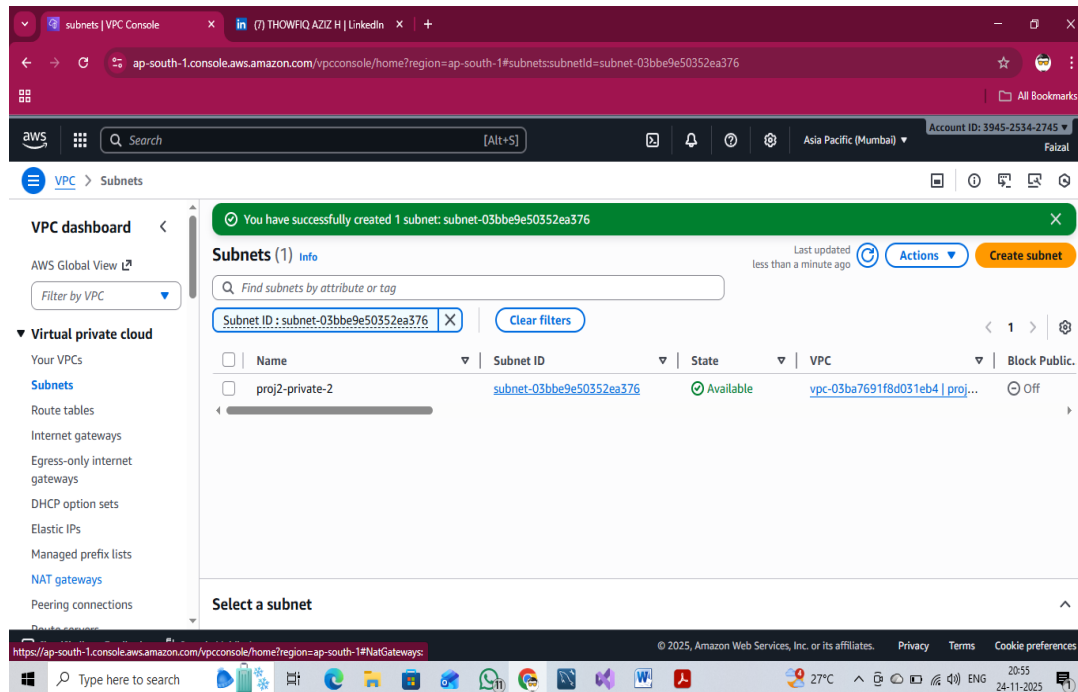 subnets | VPC Console
in (7) THOWFIQ AZIZ H | LinkedIn
ap-south-1.console.aws.amazon.com/vpcconsole/home?region=ap-south-1#subnets:subnetId=subnet-03bbe9e50352ea376
All Bookmarks
aws
Search
[Alt+S]
Asia Pacific (Mumbai)
Account ID: 3945-2534-2745
Faizal
VPC > Subnets
VPC dashboard
AWS Global View
Filter by VPC
Virtual private cloud
Your VPCs
Subnets
Route tables
Internet gateways
Egress-only internet
gateways
DHCP option sets
Elastic IPs
Managed prefix lists
NAT gateways
Peering connections
You have successfully created 1 subnet: subnet-03bbe9e50352ea376
Subnets (1) Info
Last updated
less than a minute ago
Actions
Create subnet
Find subnets by attribute or tag
Subnet ID : subnet-03bbe9e50352ea376
Clear filters
1
Name Subnet ID State VPC Block Public.
proj2-private-2 subnet-03bbe9e50352ea376 Available vpc-03ba7691f8d031eb4 | proj... Off
Select a subnet
https://ap-south-1.console.aws.amazon.com/vpcconsole/home?region=ap-south-1#NatGateways:
© 2025, Amazon Web Services, Inc. or its affiliates. Privacy Terms Cookie preferences
Type here to search
27°C ENG
20:55
24-11-2025